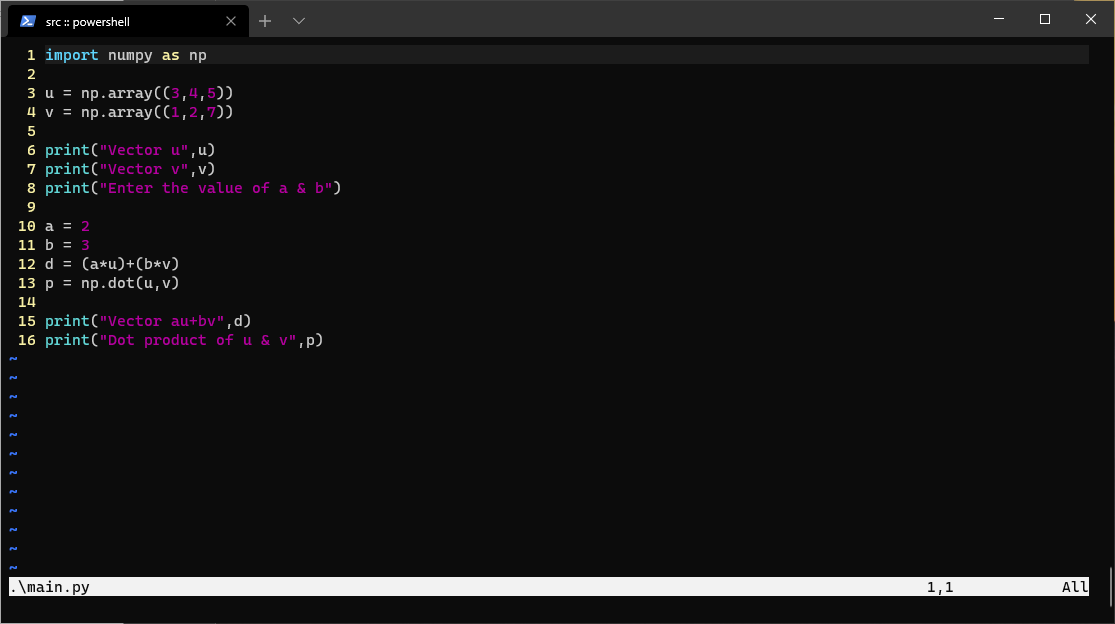 src :: powershell
1 import numpy as np
2
3 u = np.array((3,4,5))
4 v = np.array((1,2,7))
5
6 print("Vector u",u)
7 print("Vector v",v)
8 print("Enter the value of a & b")
9
10 a = 2
11 b = 3
12 d = (a*u)+(b*v)
13 p = np.dot(u,v)
14
15 print("Vector au+bv",d)
16 print("Dot product of u & v",p)
~
~
~
~
~
~
~
~
~
~
~
~
.\main.py 1,1 All